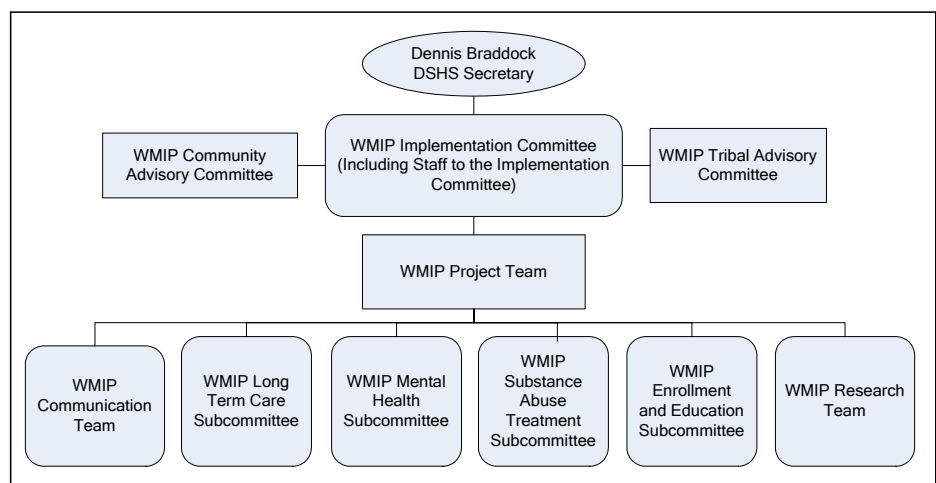 Dennis Braddock
DSHS Secretary
WMIP Community
Advisory Committee
WMIP Implementation Committee
(Including Staff to the Implementation
Committee)
WMIP Tribal Advisory
Committee
WMIP Project Team
WMIP
Communication
Team
WMIP Long
Term Care
Subcommittee
WMIP Mental
Health
Subcommittee
WMIP
Substance
Abuse
Treatment
Subcommittee
WMIP
Enrollment
and Education
Subcommittee
WMIP Research
Team